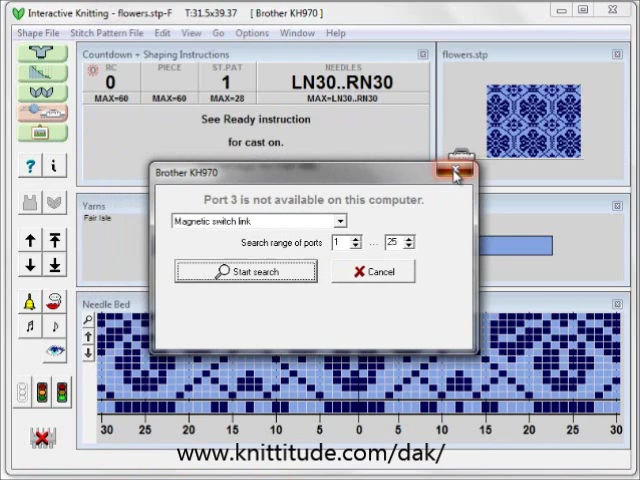 Interactive Knitting - flowers.stp-F T:31.5x39.37 [ Brother KH970 ]
Shape File Stitch Pattern File Edit View Go Options Window Help
Countdown + Shaping Instructions
flowers.stp
RC PIECE ST.PAT NEEDLES
0 1 LN30..RN30
MAX=60 MAX=60 MAX=28 MAX=LN30..RN30
See Ready instruction
for cast on.
Brother KH970
Port 3 is not available on this computer.
Magnetic switch link
Search range of ports 1 ... 25
Start search Cancel
Yarns
Fair Isle
Needle Bed
30 25 20 15 10 5 0 5 10 15 20 25 30
www.knittitude.com/dak/